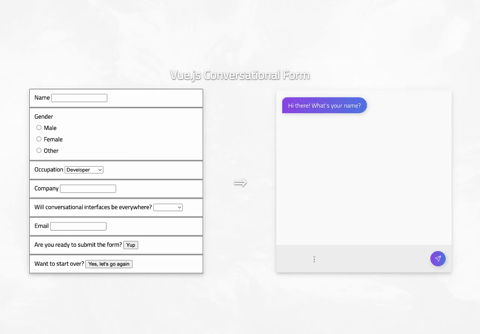 Vue.js Conversational Form
Name
Gender
Male
Female
Other
Occupation Developer
Company
Will conversational interfaces be everywhere?
Email
Are you ready to submit the form? Yup
Want to start over? Yes, let's go again
⇒
Hi there! What's your name?